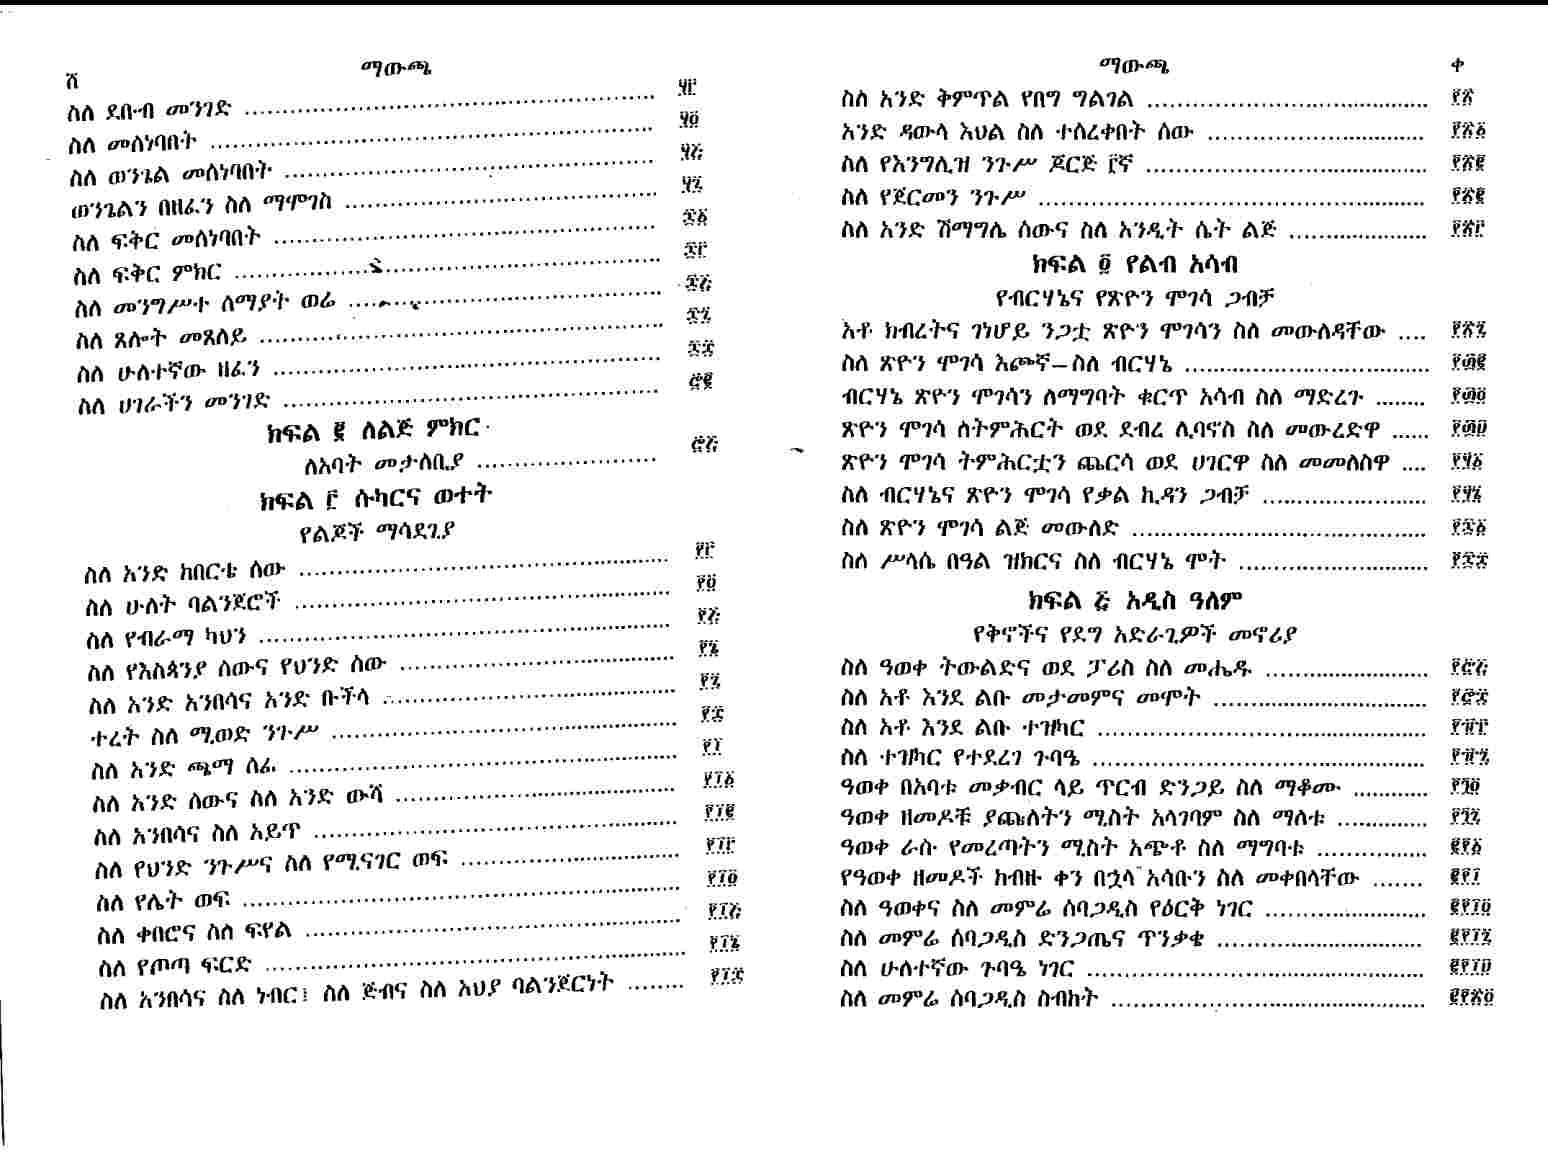 ሸ
ማውጫ
ስለ ደቡብ መንገድ ........ ፵፫
ስለ መሰነባበት ........ ፵፬
ስለ ወንጌል መሰነባበት ........ ፵፭
ወንጌልን በዘፈን ስለ ማሞገስ ........ ፵፯
ስለ ፍቅር መሰነባበት ........ ፶፩
ስለ ፍቅር ምክር ........ ፶፫
ስለ መንግሥተ ሰማያት ወሬ ........ ፶፭
ስለ ጸሎት መጸለይ ........ ፶፯
ስለ ሁለተኛው ዘፈን ........ ፶፰
ስለ ሀገራችን መንገድ ........ ፷፪
ክፍል ፪ ለልጅ ምክር
ለአባት መታሰቢያ ........ ፷፭
ክፍል ፫ ሱካርና ወተት
የልጆች ማሳደጊያ
ስለ አንድ ከበርቴ ሰው ........ ፻፫
ስለ ሁለት ባልንጀሮች ........ ፻፬
ስለ የብራማ ካህን ........ ፻፭
ስለ የእስጳንያ ሰውና የህንድ ሰው ........ ፻፮
ስለ አንድ አንበሳና አንድ ቡችላ ........ ፻፯
ተረት ስለ ሚወድ ንጉሥ ........ ፻፰
ስለ አንድ ጫማ ሰፊ ........ ፻፲
ስለ አንድ ሰውና ስለ አንድ ውሻ ........ ፻፲፩
ስለ አንበሳና ስለ አይጥ ........ ፻፲፪
ስለ የህንድ ንጉሥና ስለ የሚናገር ወፍ ........ ፻፲፫
ስለ የሌት ወፍ ........ ፻፲፬
ስለ ቀበሮና ስለ ፍየል ........ ፻፲፭
ስለ የጦጣ ፍርድ ........ ፻፲፮
ስለ አንበሳና ስለ ነብር፤ ስለ ጅብና ስለ አህያ ባልንጀርነት ........ ፻፲፰
ማውጫ
ቀ
ስለ አንድ ቅምጥል የበግ ግልገል ........ ፻፳
አንድ ዳውላ እህል ስለ ተሰረቀበት ሰው ........ ፻፳፩
ስለ የእንግሊዝ ንጉሥ ጆርጅ ፫ኛ ........ ፻፳፪
ስለ የጀርመን ንጉሥ ........ ፻፳፪
ስለ አንድ ሽማግሌ ሰውና ስለ አንዲት ሴት ልጅ ........ ፻፳፫
ክፍል ፬ የልብ አሳብ
የብርሃኔና የጽዮን ሞገሳ ጋብቻ
አቶ ክብረትና ገነሆይ ንጋቷ ጽዮን ሞገሳን ስለ መውለዳቸው .... ፻፳፯
ስለ ጽዮን ሞገሳ እጮኛ—ስለ ብርሃኔ ........ ፻፴፪
ብርሃኔ ጽዮን ሞገሳን ለማግባት ቁርጥ አሳብ ስለ ማድረጉ ........ ፻፴፬
ጽዮን ሞገሳ ለትምሕርት ወደ ደብረ ሊባኖስ ስለ መውረድዋ ...... ፻፴፱
ጽዮን ሞገሳ ትምሕርቷን ጨርሳ ወደ ሀገርዋ ስለ መመለስዋ .... ፻፵፩
ስለ ብርሃኔና ጽዮን ሞገሳ የቃል ኪዳን ጋብቻ ........ ፻፵፮
ስለ ጽዮን ሞገሳ ልጅ መውለድ ........ ፻፶፩
ስለ ሥላሴ በዓል ዝክርና ስለ ብርሃኔ ሞት ........ ፻፶፰
ክፍል ፭ አዲስ ዓለም
የቅኖችና የደግ አድራጊዎች መኖሪያ
ስለ ዓወቀ ትውልድና ወደ ፓሪስ ስለ መሔዱ ........ ፻፷፭
ስለ አቶ እንደ ልቡ መታመምና መሞት ........ ፻፷፰
ስለ አቶ እንደ ልቡ ተዝካር ........ ፻፹፫
ስለ ተዝካር የተደረገ ጉባዔ ........ ፻፹፯
ዓወቀ በአባቱ መቃብር ላይ ጥርብ ድንጋይ ስለ ማቆሙ ........ ፻፺፬
ዓወቀ ዘመዶቹ ያጩለትን ሚስት አላገባም ስለ ማለቱ ........ ፻፺፯
ዓወቀ ራሱ የመረጣትን ሚስት አጭቶ ስለ ማግባቱ ........ ፪፻፩
የዓወቀ ዘመዶች ከብዙ ቀን በኋላ አሳቡን ስለ መቀበላቸው ....... ፪፻፲
ስለ ዓወቀና ስለ መምሬ ሰባጋዲስ የዕርቅ ነገር ........ ፪፻፲፬
ስለ መምሬ ሰባጋዲስ ድንጋጤና ጥንቃቄ ........ ፪፻፲፯
ስለ ሁለተኛው ጉባዔ ነገር ........ ፪፻፲፱
ስለ መምሬ ሰባጋዲስ ስብከት ........ ፪፻፳፬